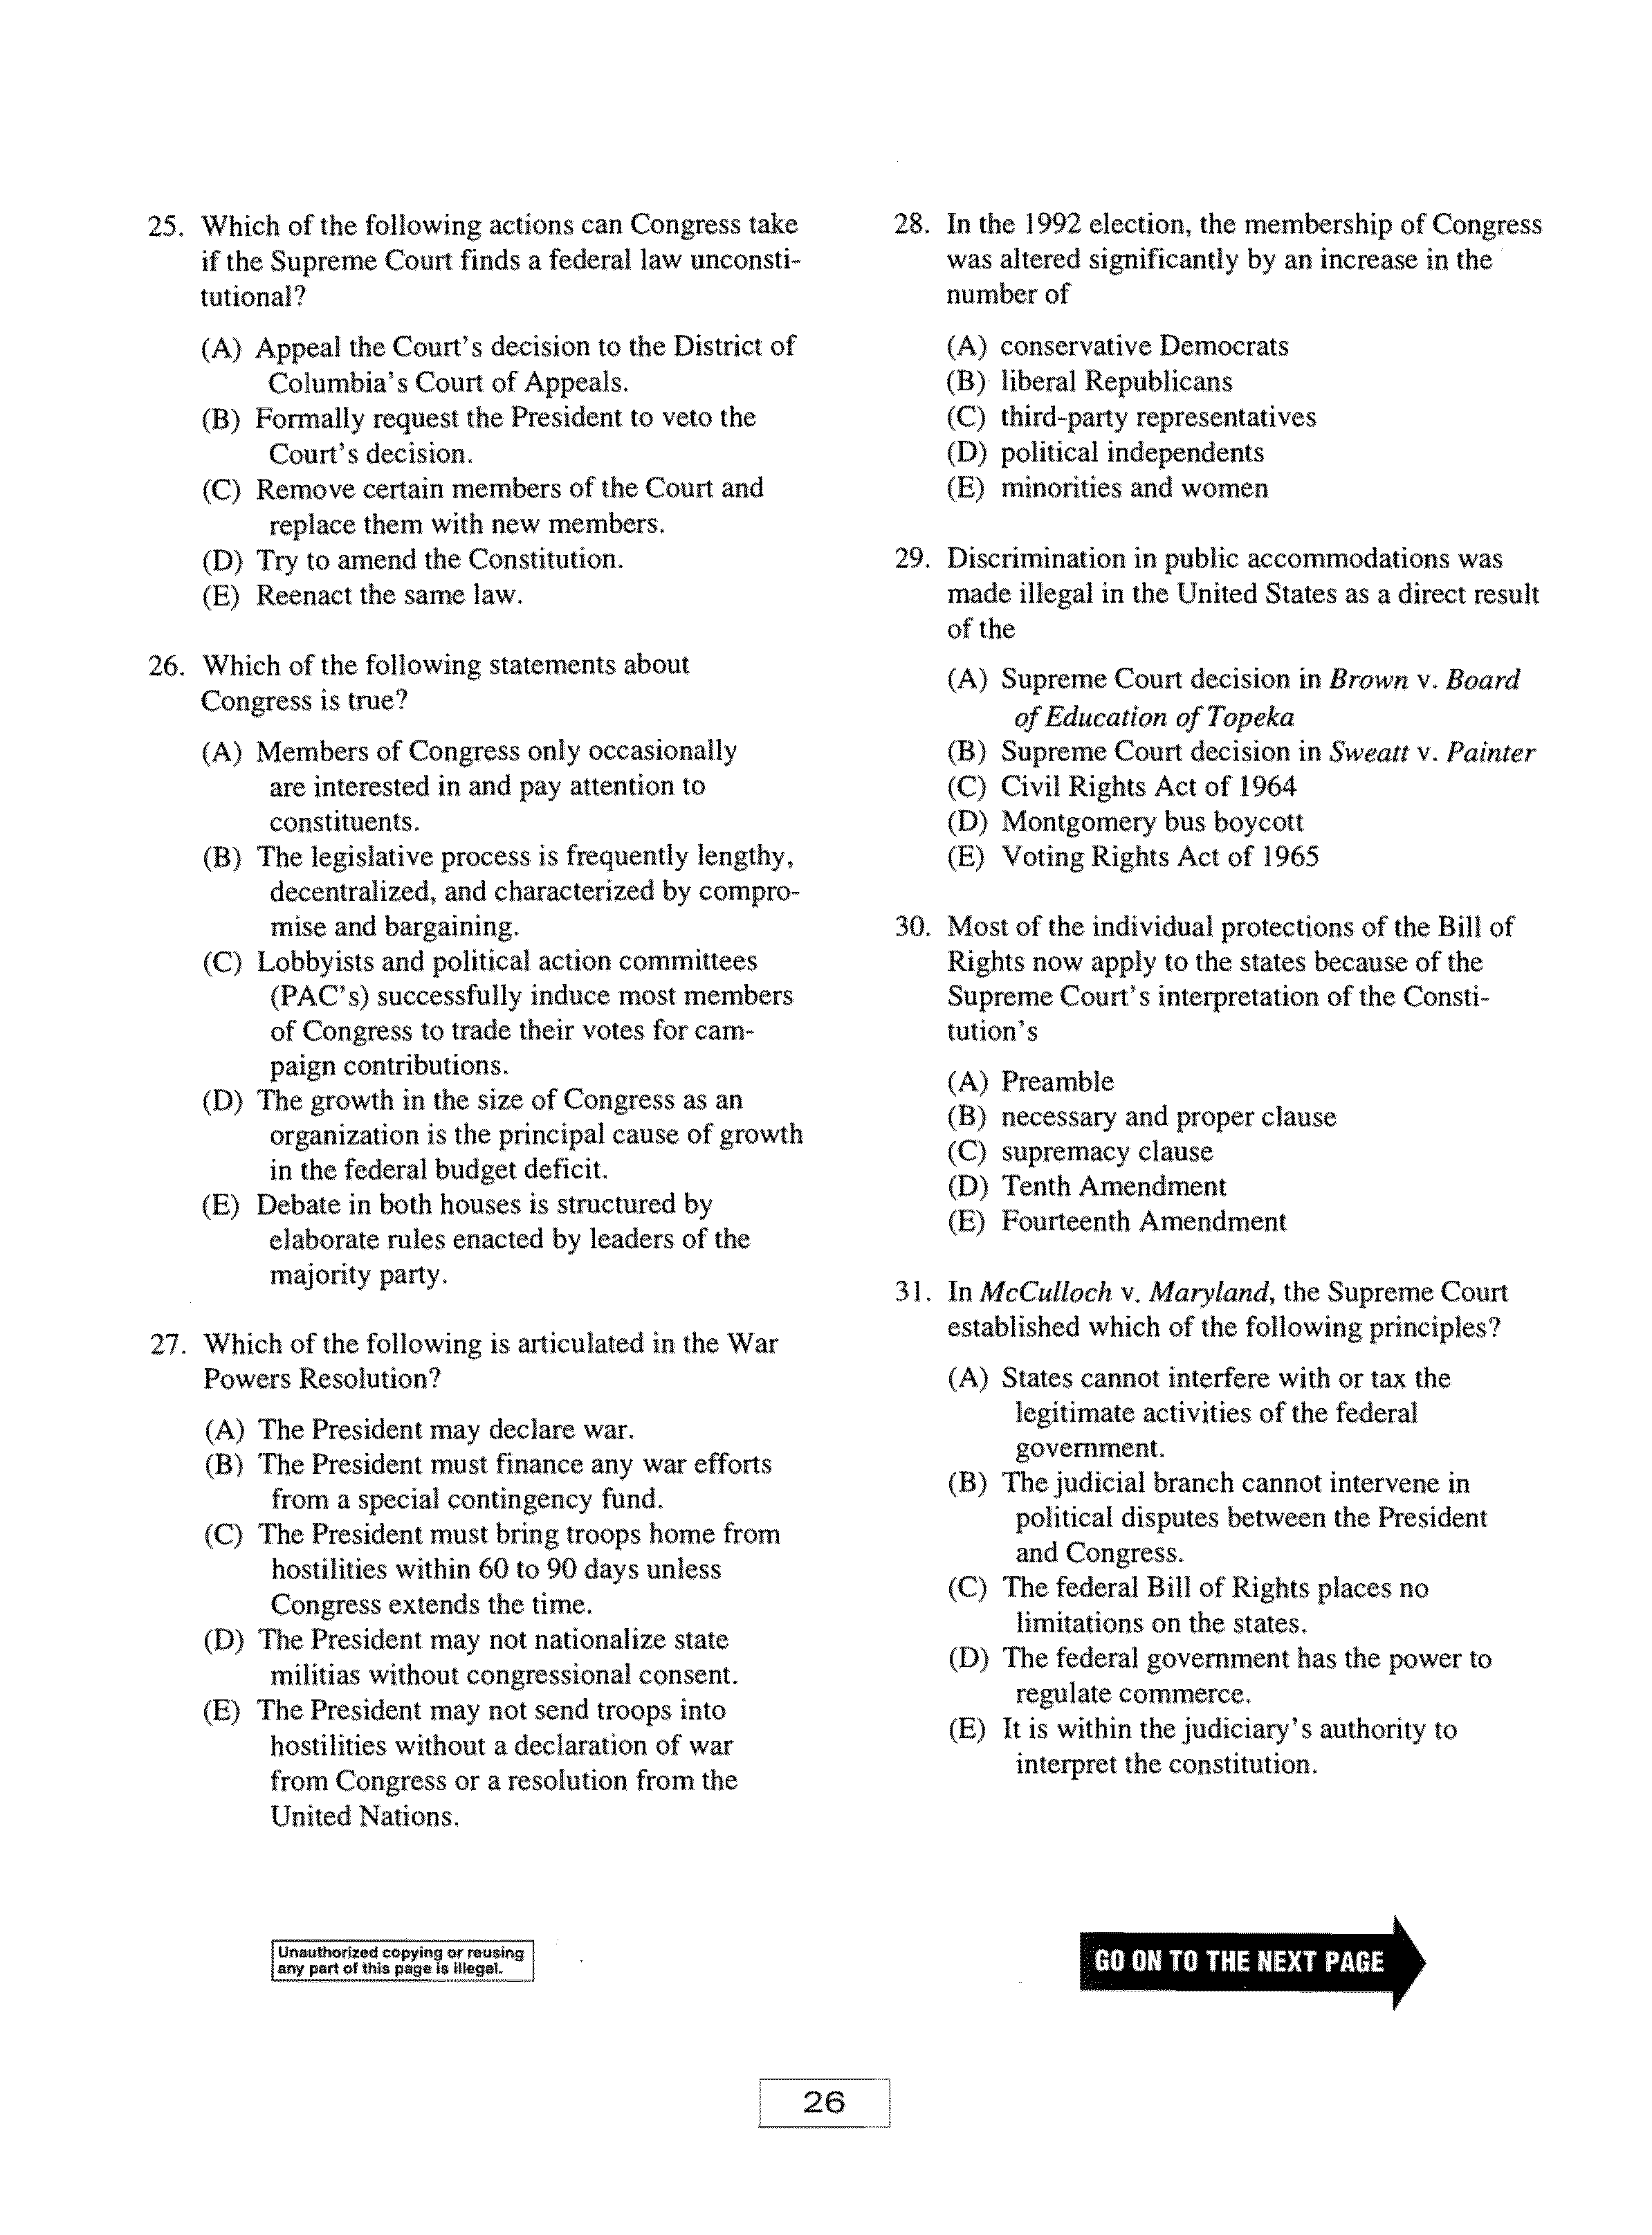 25. Which of the following actions can Congress take
if the Supreme Court finds a federal law unconsti-
tutional?
(A) Appeal the Court's decision to the District of
Columbia's Court of Appeals.
(B) Formally request the President to veto the
Court's decision.
(C) Remove certain members of the Court and
replace them with new members.
(D) Try to amend the Constitution.
(E) Reenact the same law.
26. Which of the following statements about
Congress is true?
(A) Members of Congress only occasionally
are interested in and pay attention to
constituents.
(B) The legislative process is frequently lengthy,
decentralized, and characterized by compro-
mise and bargaining.
(C) Lobbyists and political action committees
(PAC's) successfully induce most members
of Congress to trade their votes for cam-
paign contributions.
(D) The growth in the size of Congress as an
organization is the principal cause of growth
in the federal budget deficit.
(E) Debate in both houses is structured by
elaborate rules enacted by leaders of the
majority party.
27. Which of the following is articulated in the War
Powers Resolution?
(A) The President may declare war.
(B) The President must finance any war efforts
from a special contingency fund.
(C) The President must bring troops home from
hostilities within 60 to 90 days unless
Congress extends the time.
(D) The President may not nationalize state
militias without congressional consent.
(E) The President may not send troops into
hostilities without a declaration of war
from Congress or a resolution from the
United Nations.
28. In the 1992 election, the membership of Congress
was altered significantly by an increase in the
number of
(A) conservative Democrats
(B) liberal Republicans
(C) third-party representatives
(D) political independents
(E) minorities and women
29. Discrimination in public accommodations was
made illegal in the United States as a direct result
of the
(A) Supreme Court decision in Brown v. Board
of Education of Topeka
(B) Supreme Court decision in Sweatt v. Painter
(C) Civil Rights Act of 1964
(D) Montgomery bus boycott
(E) Voting Rights Act of 1965
30. Most of the individual protections of the Bill of
Rights now apply to the states because of the
Supreme Court's interpretation of the Consti-
tution's
(A) Preamble
(B) necessary and proper clause
(C) supremacy clause
(D) Tenth Amendment
(E) Fourteenth Amendment
31. In McCulloch v. Maryland, the Supreme Court
established which of the following principles?
(A) States cannot interfere with or tax the
legitimate activities of the federal
government.
(B) The judicial branch cannot intervene in
political disputes between the President
and Congress.
(C) The federal Bill of Rights places no
limitations on the states.
(D) The federal government has the power to
regulate commerce.
(E) It is within the judiciary's authority to
interpret the constitution.
Unauthorized copying or reusing
any part of this page is illegal.
GO ON TO THE NEXT PAGE
26